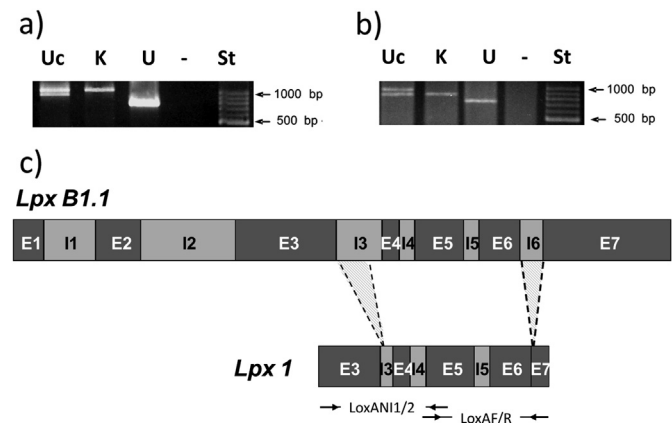 a)
Uc K U - St
1000 bp
500 bp
b)
Uc K U - St
1000 bp
500 bp
c)
Lpx B1.1
E1 I1 E2 I2 E3 I3 E4 I4 E5 I5 E6 I6 E7
Lpx 1
E3 I3 E4 I4 E5 I5 E6 E7
LoxANI1/2
LoxAF/R